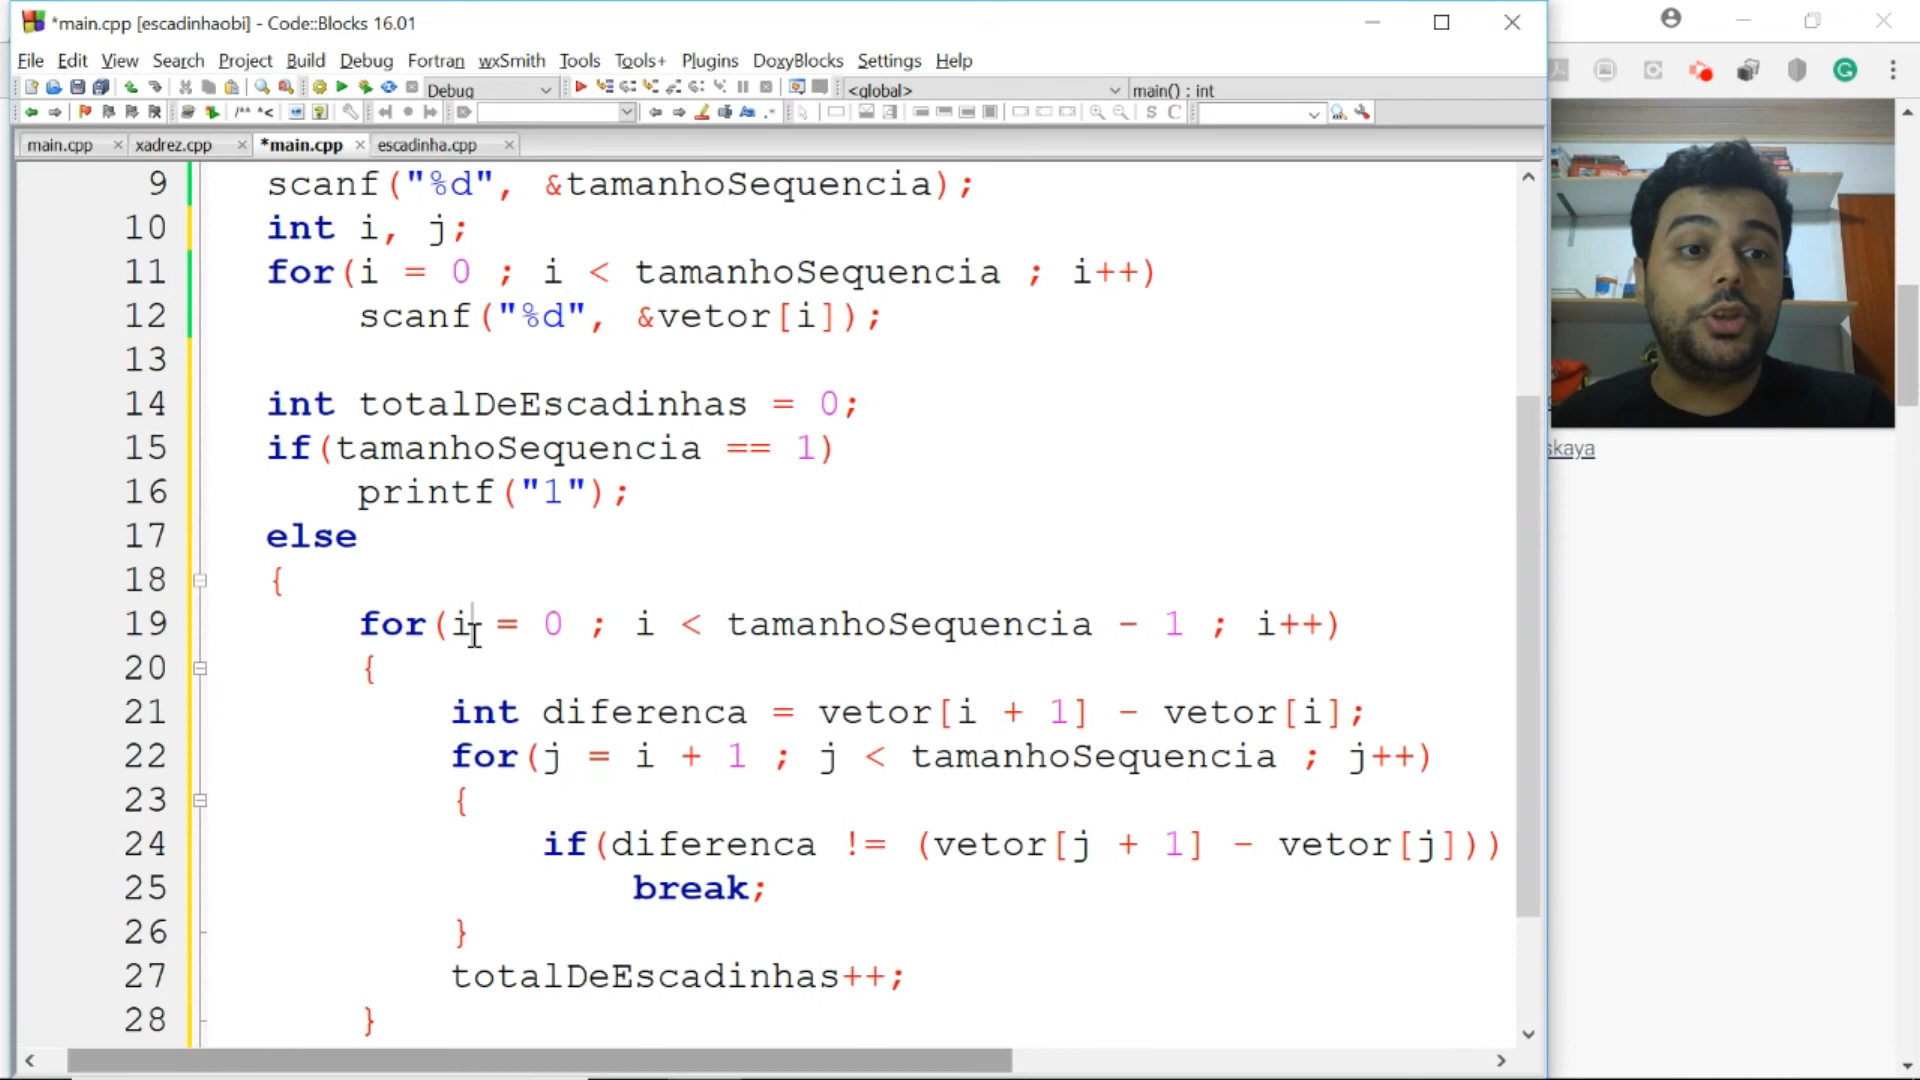 *main.cpp [escadinhaobi] - Code::Blocks 16.01
File Edit View Search Project Build Debug Fortran wxSmith Tools Tools+ Plugins DoxyBlocks Settings Help
Debug
<global>
main() : int
main.cpp xadrez.cpp *main.cpp escadinha.cpp
9 scanf("%d", &tamanhoSequencia);
10 int i, j;
11 for(i = 0 ; i < tamanhoSequencia ; i++)
12 scanf("%d", &vetor[i]);
13
14 int totalDeEscadinhas = 0;
15 if(tamanhoSequencia == 1)
16 printf("1");
17 else
18 {
19 for(i = 0 ; i < tamanhoSequencia - 1 ; i++)
20 {
21 int diferenca = vetor[i + 1] - vetor[i];
22 for(j = i + 1 ; j < tamanhoSequencia ; j++)
23 {
24 if(diferenca != (vetor[j + 1] - vetor[j]))
25 break;
26 }
27 totalDeEscadinhas++;
28 }
skaya